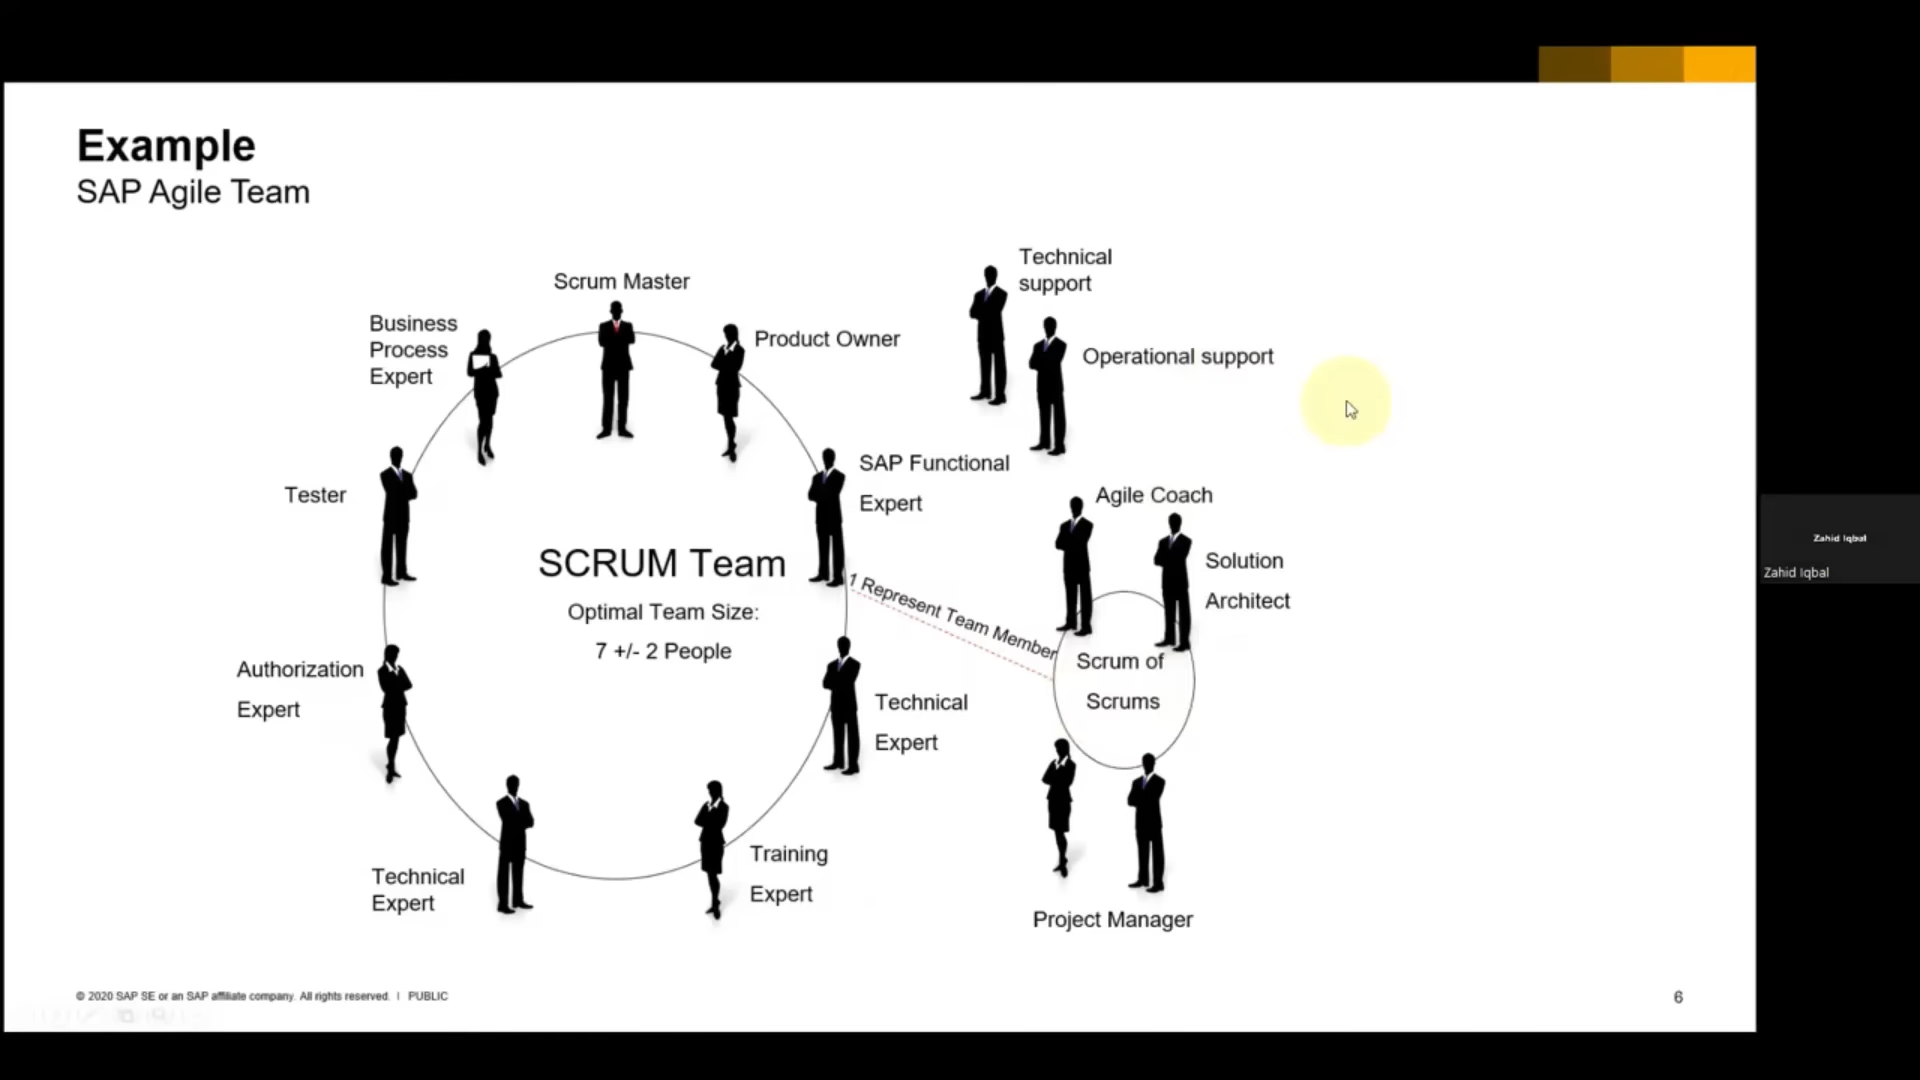 Example
SAP Agile Team
Scrum Master
Business
Process
Expert
Product Owner
Technical
support
Operational support
Tester
SAP Functional
Expert
Agile Coach
Solution
Architect
SCRUM Team
Optimal Team Size:
7 +/- 2 People
1 Represent Team Member
Scrum of
Scrums
Authorization
Expert
Technical
Expert
Technical
Expert
Training
Expert
Project Manager
© 2020 SAP SE or an SAP affiliate company. All rights reserved. | PUBLIC
6
Zahid Iqbal
Zahid Iqbal